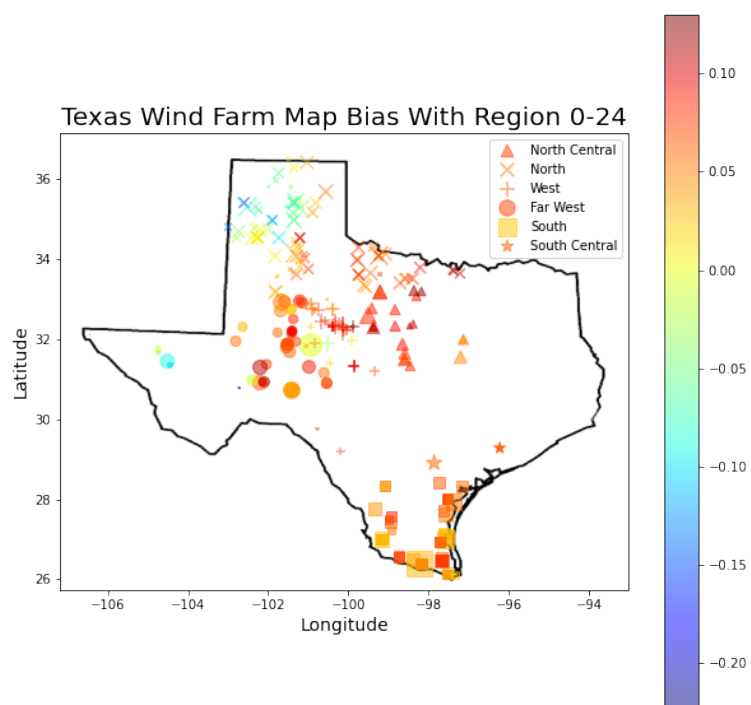 Texas Wind Farm Map Bias With Region 0-24
North Central
North
West
Far West
South
South Central
36
34
32
30
28
26
Latitude
−106
−104
−102
−100
−98
−96
−94
Longitude
0.10
0.05
0.00
−0.05
−0.10
−0.15
−0.20